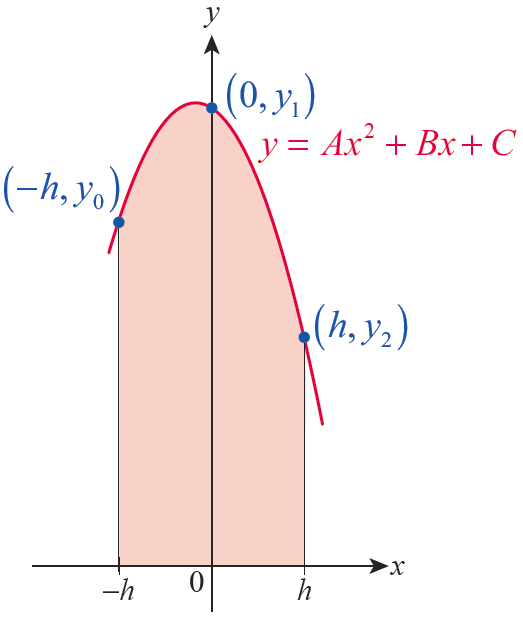 y
(0, y₁)
y = Ax² + Bx + C
(−h, y₀)
(h, y₂)
0
x
−h
h